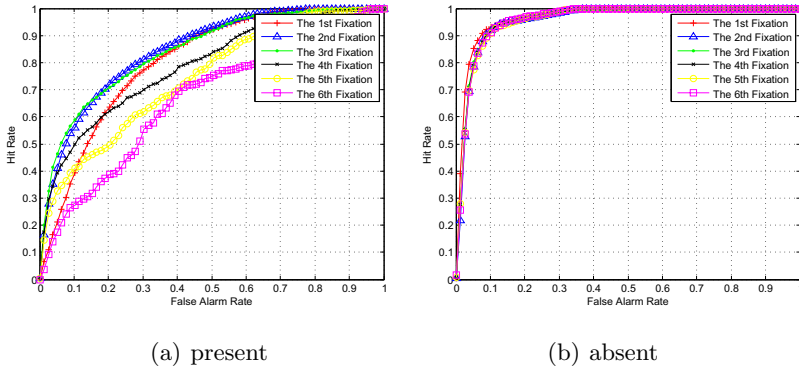 1
0.9
0.8
0.7
0.6
0.5
0.4
0.3
0.2
0.1
0
Hit Rate
0 0.1 0.2 0.3 0.4 0.5 0.6 0.7 0.8 0.9 1
False Alarm Rate
The 1st Fixation
The 2nd Fixation
The 3rd Fixation
The 4th Fixation
The 5th Fixation
The 6th Fixation
(a) present
1
0.9
0.8
0.7
0.6
0.5
0.4
0.3
0.2
0.1
0
Hit Rate
0 0.1 0.2 0.3 0.4 0.5 0.6 0.7 0.8 0.9
False Alarm Rate
The 1st Fixation
The 2nd Fixation
The 3rd Fixation
The 4th Fixation
The 5th Fixation
The 6th Fixation
(b) absent